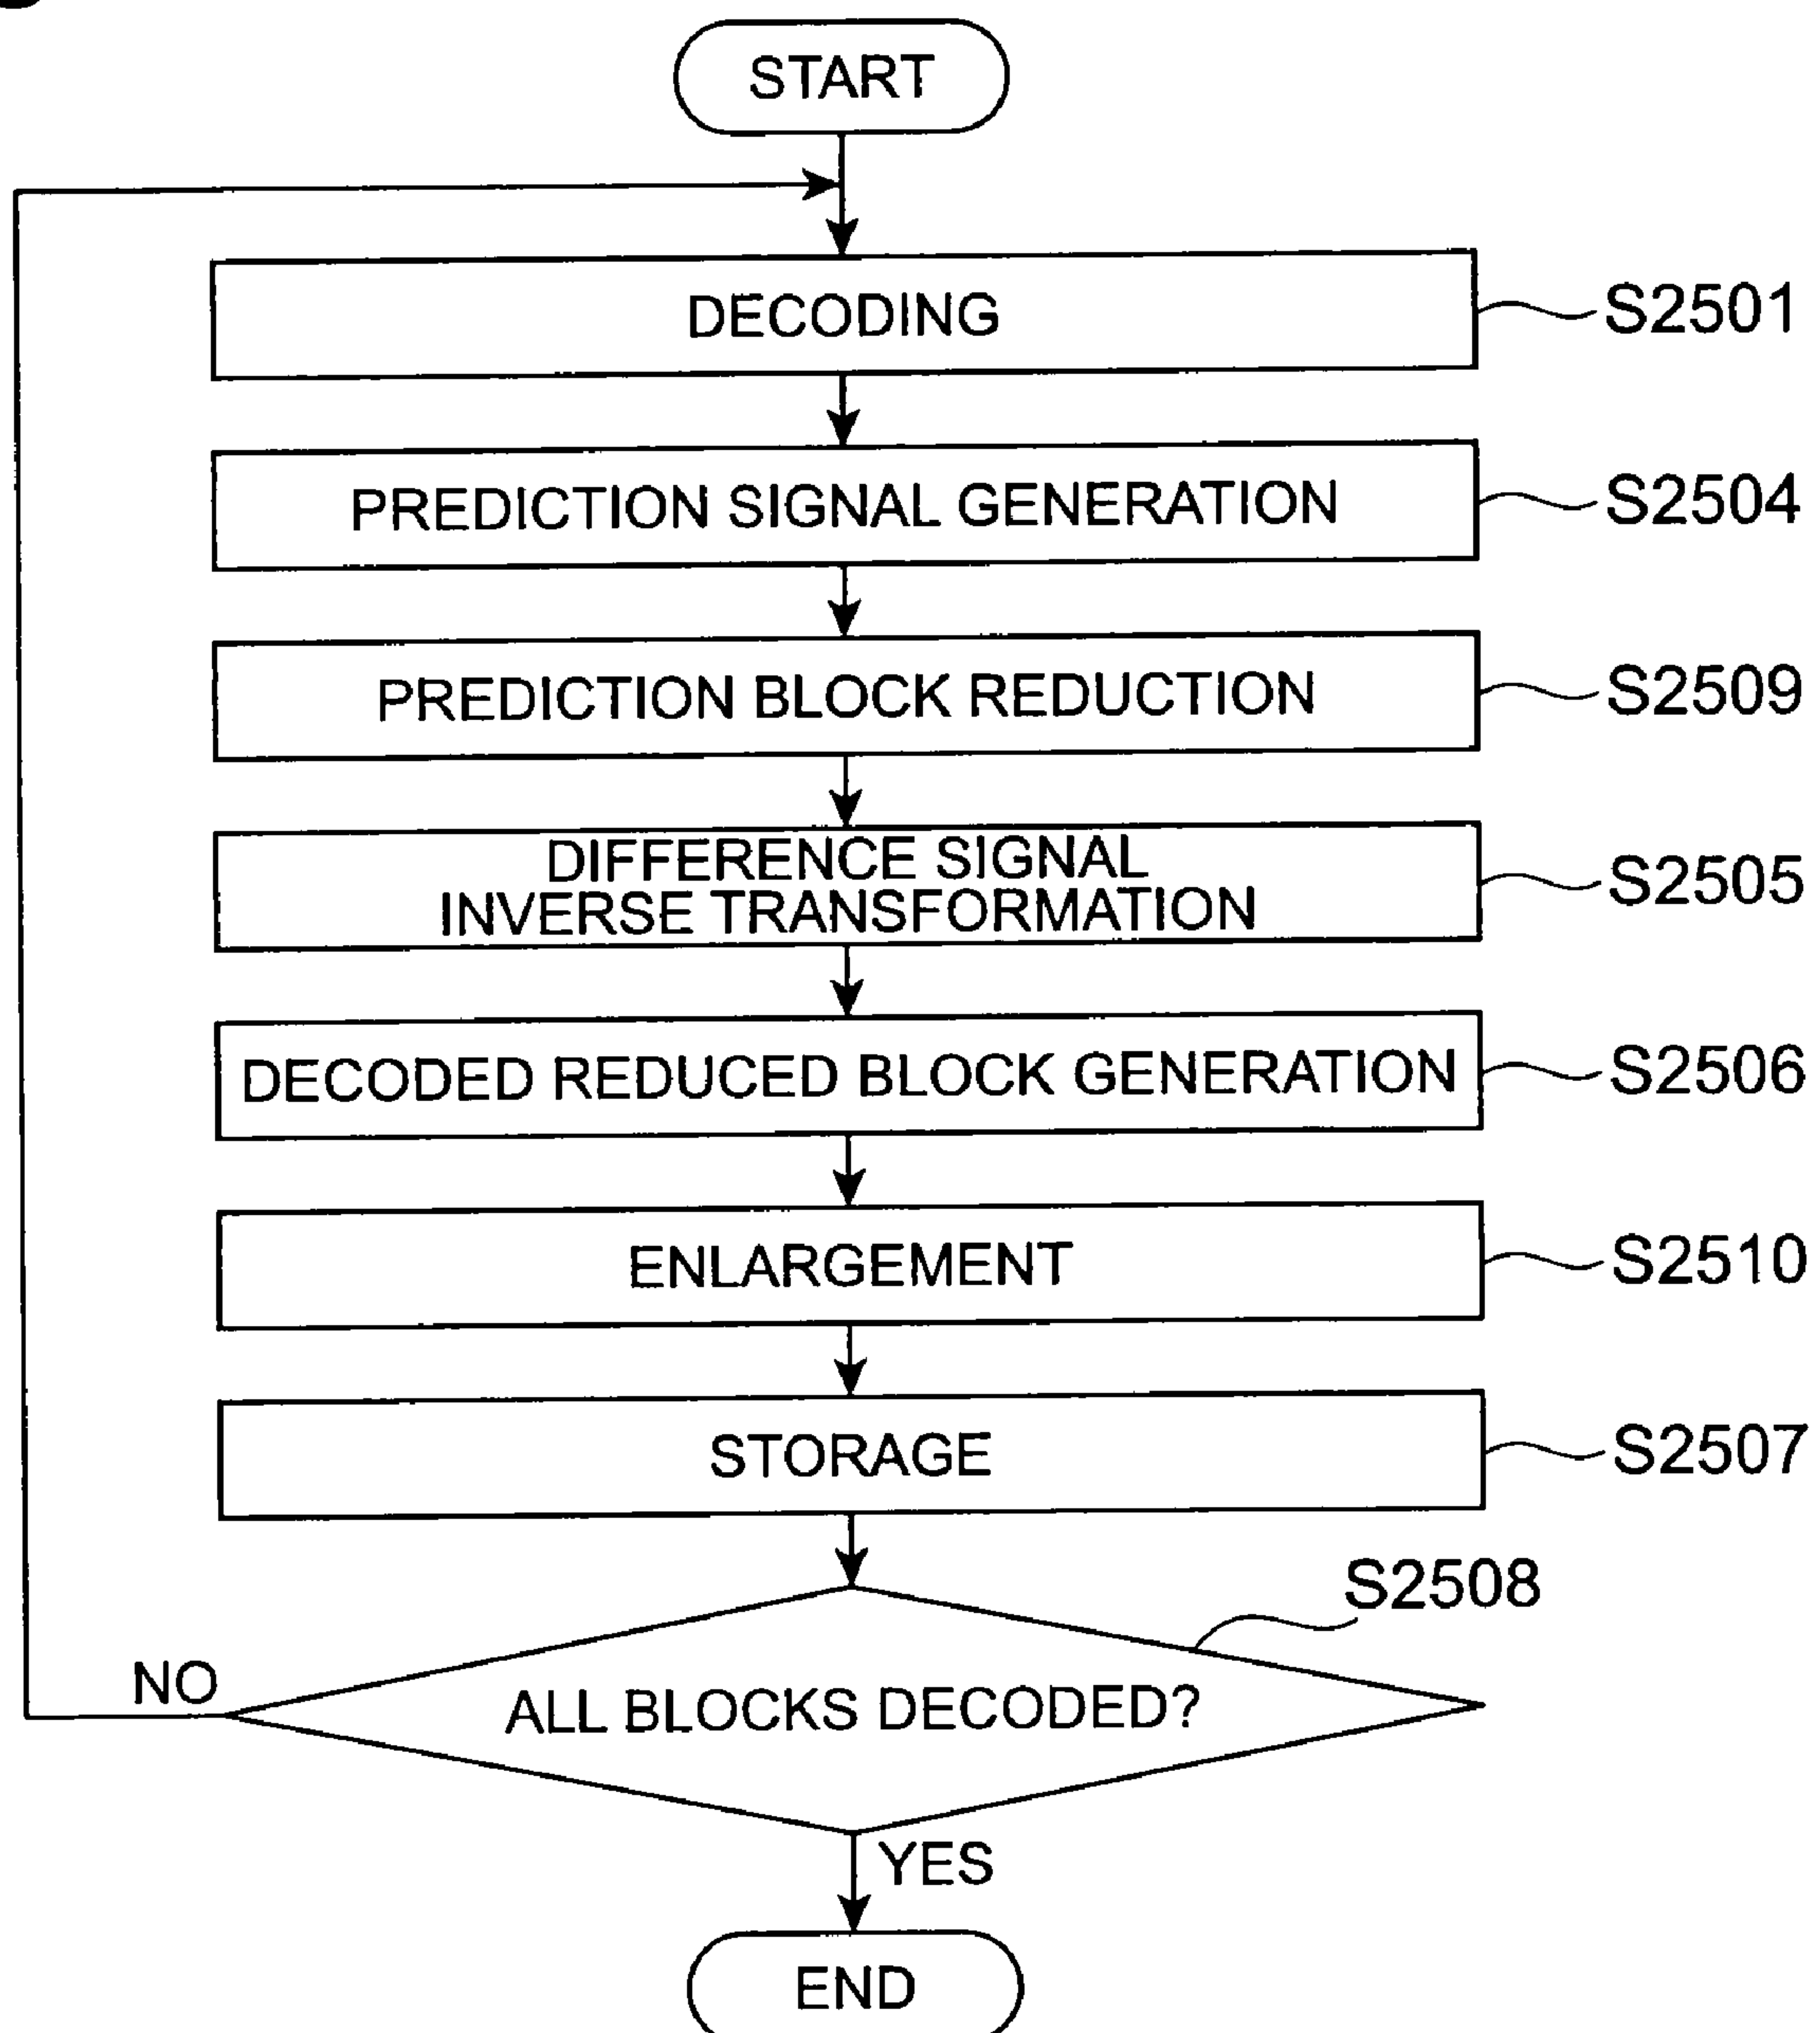 START
DECODING
S2501
PREDICTION SIGNAL GENERATION
S2504
PREDICTION BLOCK REDUCTION
S2509
DIFFERENCE SIGNAL
INVERSE TRANSFORMATION
S2505
DECODED REDUCED BLOCK GENERATION
S2506
ENLARGEMENT
S2510
STORAGE
S2507
S2508
NO
ALL BLOCKS DECODED?
YES
END